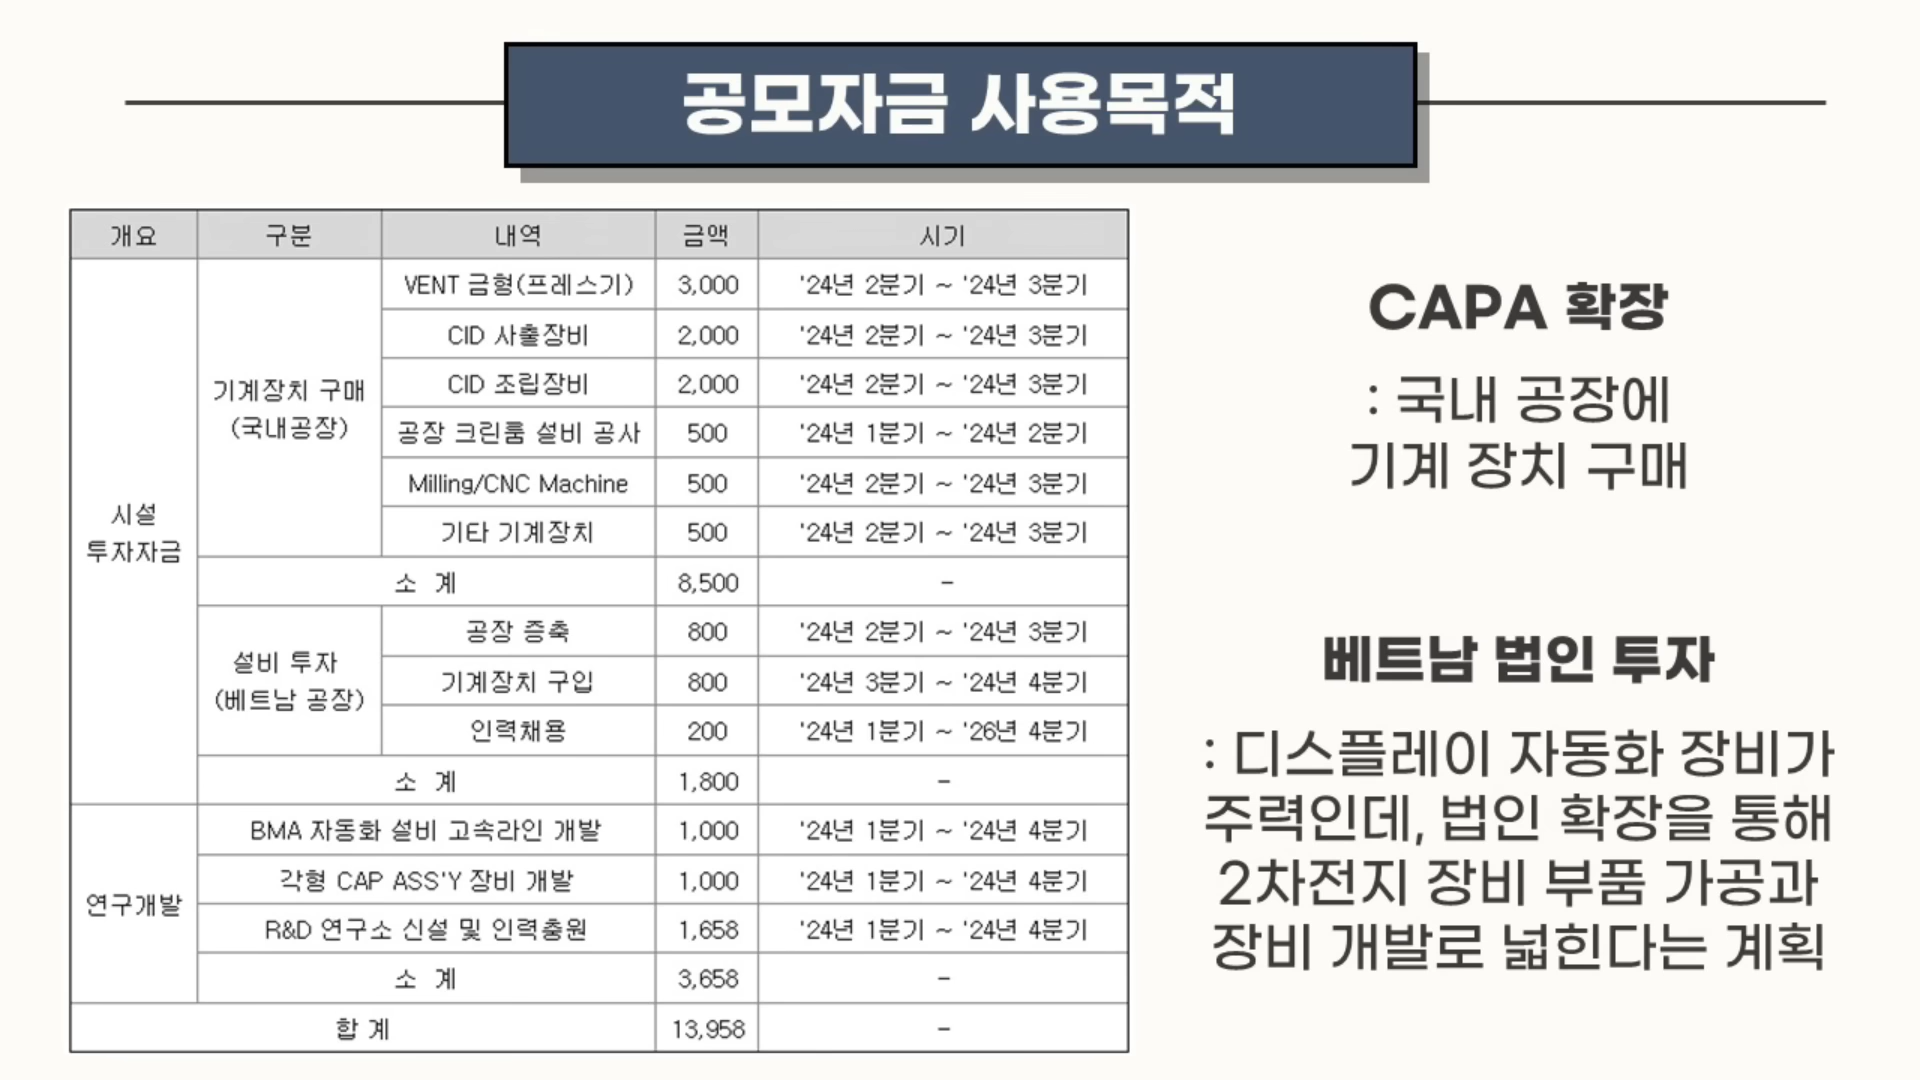 공모자금 사용목적
개요 구분 내역 금액 시기
시설
투자자금
기계장치 구매
(국내공장)
VENT 금형(프레스기) 3,000 '24년 2분기 ~ '24년 3분기
CID 사출장비 2,000 '24년 2분기 ~ '24년 3분기
CID 조립장비 2,000 '24년 2분기 ~ '24년 3분기
공장 크린룸 설비 공사 500 '24년 1분기 ~ '24년 2분기
Milling/CNC Machine 500 '24년 2분기 ~ '24년 3분기
기타 기계장치 500 '24년 2분기 ~ '24년 3분기
소 계 8,500 -
설비 투자
(베트남 공장)
공장 증축 800 '24년 2분기 ~ '24년 3분기
기계장치 구입 800 '24년 3분기 ~ '24년 4분기
인력채용 200 '24년 1분기 ~ '26년 4분기
소 계 1,800 -
연구개발
BMA 자동화 설비 고속라인 개발 1,000 '24년 1분기 ~ '24년 4분기
각형 CAP ASS'Y 장비 개발 1,000 '24년 1분기 ~ '24년 4분기
R&D 연구소 신설 및 인력충원 1,658 '24년 1분기 ~ '24년 4분기
소 계 3,658 -
합 계 13,958 -
CAPA 확장
: 국내 공장에
기계 장치 구매
베트남 법인 투자
: 디스플레이 자동화 장비가
주력인데, 법인 확장을 통해
2차전지 장비 부품 가공과
장비 개발로 넓힌다는 계획